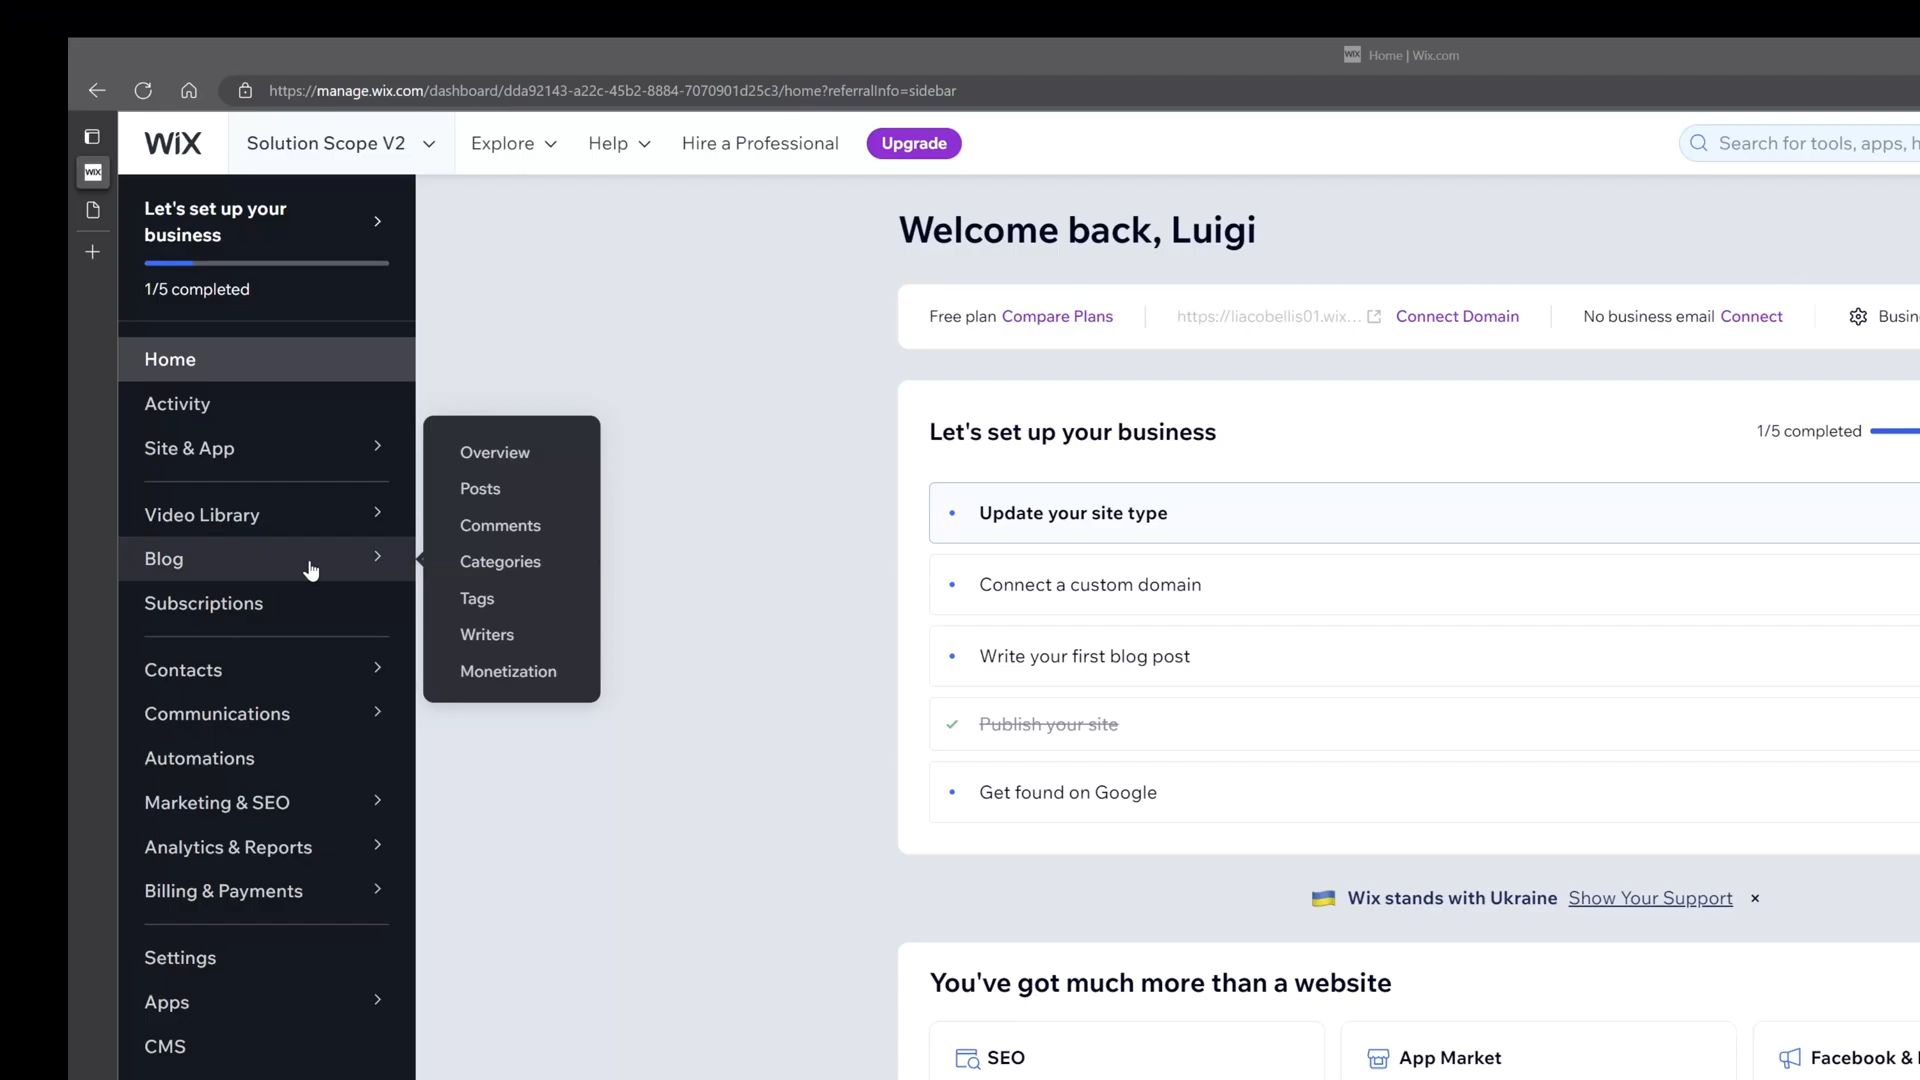 WIX Home | Wix.com
https://manage.wix.com/dashboard/dda92143-a22c-45b2-8884-7070901d25c3/home?referralInfo=sidebar
WIX
WiX
Solution Scope V2
Explore
Help
Hire a Professional
Upgrade
Search for tools, apps, h
Let's set up your
business
1/5 completed
Home
Activity
Site & App
Video Library
Blog
Subscriptions
Contacts
Communications
Automations
Marketing & SEO
Analytics & Reports
Billing & Payments
Settings
Apps
CMS
Overview
Posts
Comments
Categories
Tags
Writers
Monetization
Welcome back, Luigi
Free plan Compare Plans
https://liacobellis01.wix...
Connect Domain
No business email Connect
Busin
Let's set up your business
1/5 completed
Update your site type
Connect a custom domain
Write your first blog post
Publish your site
Get found on Google
Wix stands with Ukraine Show Your Support ×
You've got much more than a website
SEO
App Market
Facebook &